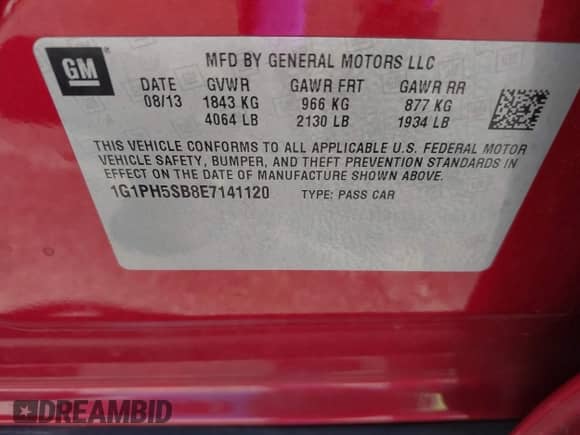 GM
MFD BY GENERAL MOTORS LLC
DATE GVWR GAWR FRT GAWR RR
08/13 1843 KG 966 KG 877 KG
4064 LB 2130 LB 1934 LB
THIS VEHICLE CONFORMS TO ALL APPLICABLE U.S. FEDERAL MOTOR
VEHICLE SAFETY, BUMPER, AND THEFT PREVENTION STANDARDS IN
EFFECT ON THE DATE OF MANUFACTURE SHOWN ABOVE.
1G1PH5SB8E7141120 TYPE: PASS CAR
DREAMBID